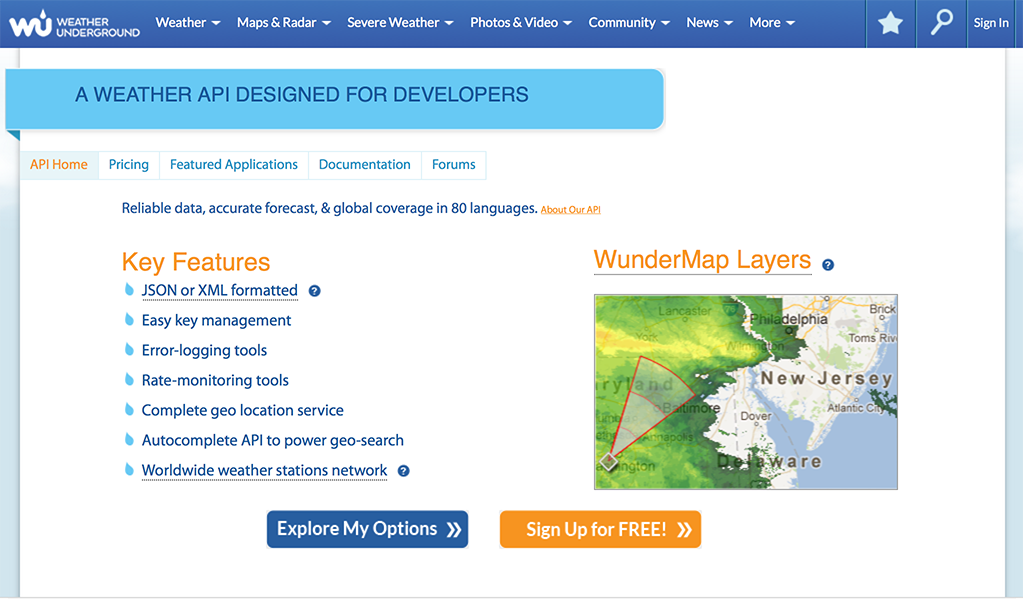 WEATHER
UNDERGROUND
Weather
Maps & Radar
Severe Weather
Photos & Video
Community
News
More
Sign In
A WEATHER API DESIGNED FOR DEVELOPERS
API Home
Pricing
Featured Applications
Documentation
Forums
Reliable data, accurate forecast, & global coverage in 80 languages. About Our API
Key Features
JSON or XML formatted ?
Easy key management
Error-logging tools
Rate-monitoring tools
Complete geo location service
Autocomplete API to power geo-search
Worldwide weather stations network ?
WunderMap Layers ?
Lancaster
Philadelphia
Brick
York
Wilmington
Toms Riv
ryland
New Jersey
Baltimore
Dover
Atlantic City
Annapolis
ington
Delaware
Explore My Options »
Sign Up for FREE! »